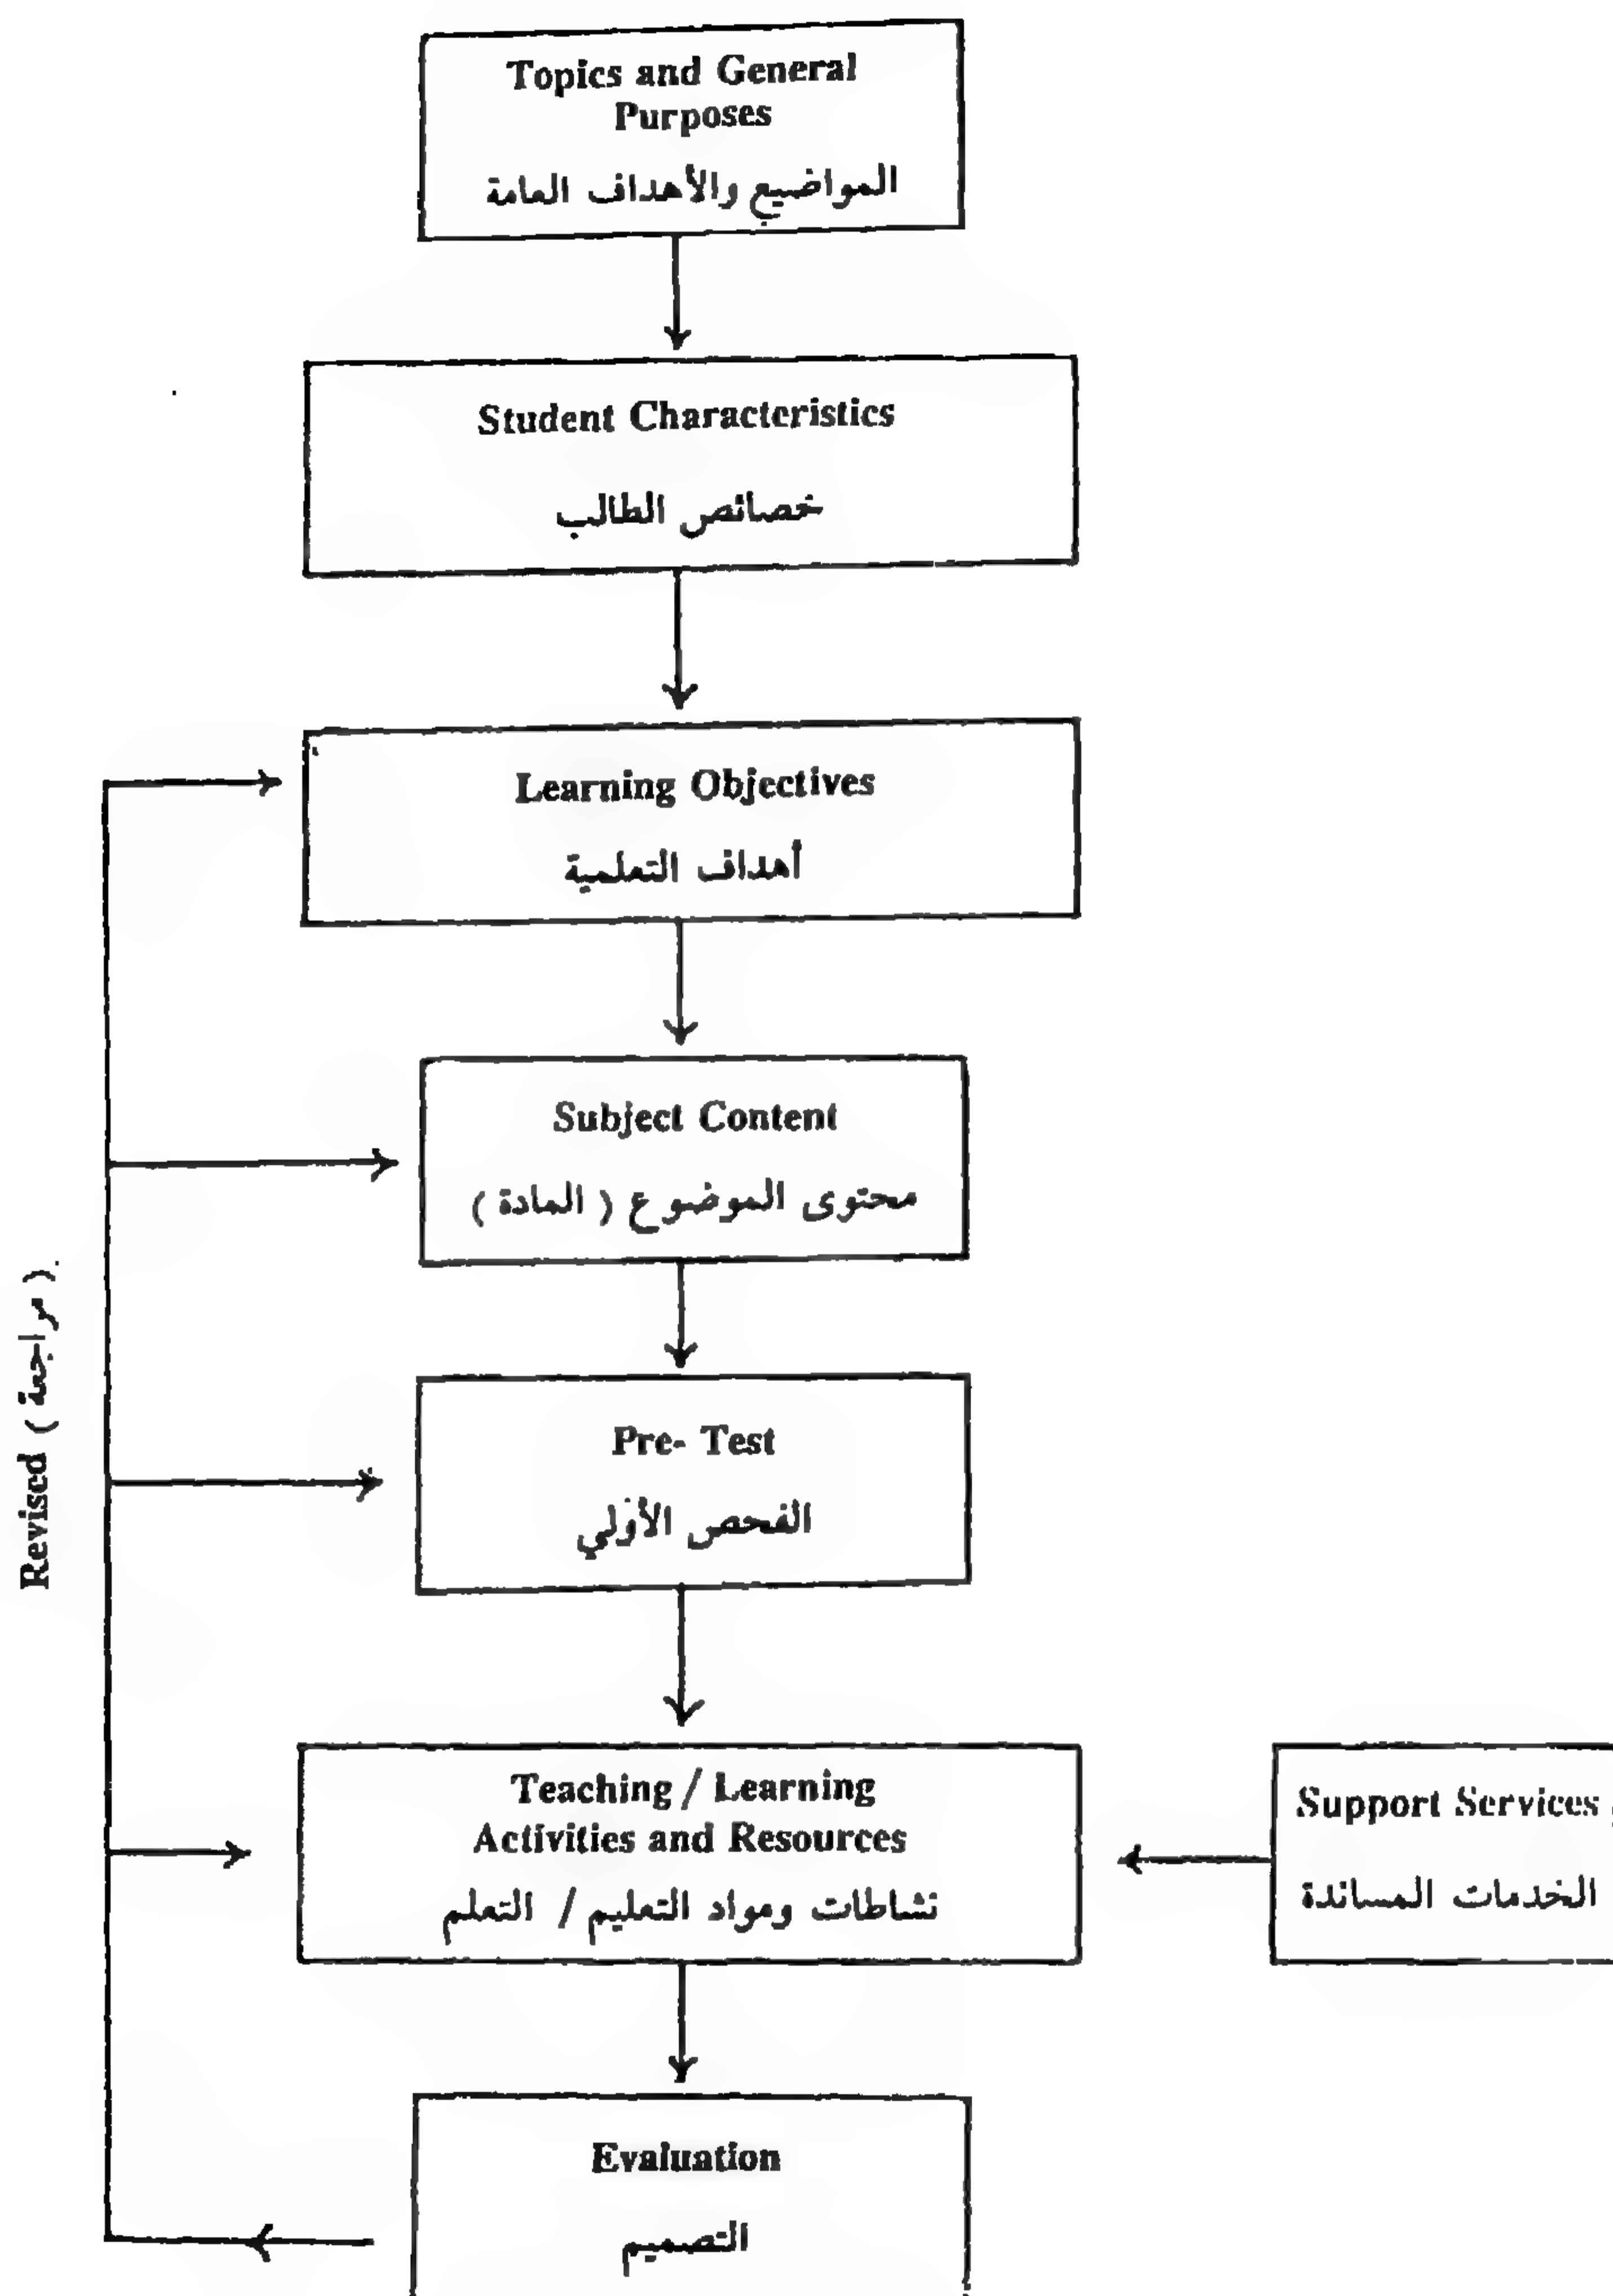 Topics and General
Purposes
المواضيع والأهداف العامة
Student Characteristics
خصائص الطالب
Learning Objectives
أهداف التعلمية
Subject Content
محتوى الموضوع ( المادة )
Revised ( مراجعة )
Pre- Test
الفحص الأولي
Teaching / Learning
Activities and Resources
نشاطات ومواد التعليم / التعلم
Support Services
الخدمات المساندة
Evaluation
التصميم